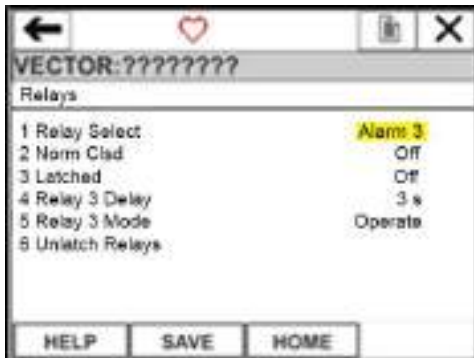 VECTOR:????????
Relays
1 Relay Select Alarm 3
2 Norm Clsd Off
3 Latched Off
4 Relay 3 Delay 3 s
5 Relay 3 Mode Operate
6 Unlatch Relays
HELP SAVE HOME